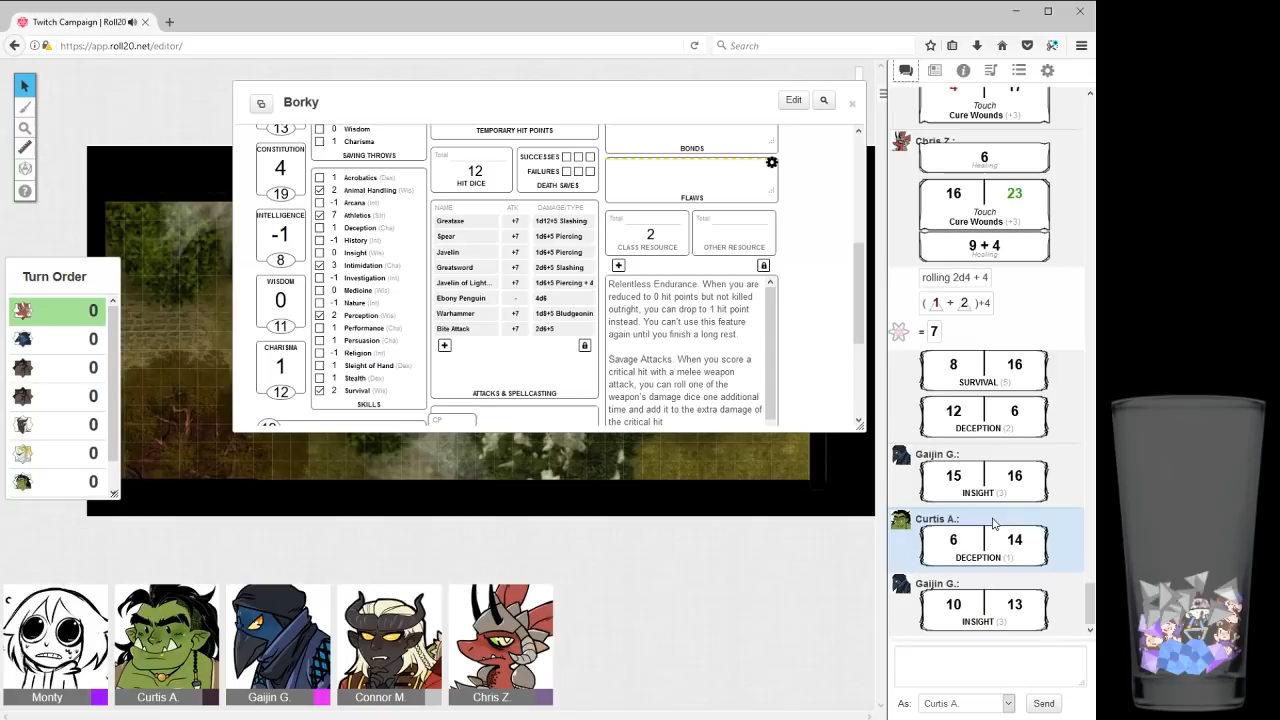 Twitch Campaign | Roll20
https://app.roll20.net/editor/
Search
Borky
Edit
13
CONSTITUTION
4
19
INTELLIGENCE
-1
8
WISDOM
0
11
CHARISMA
1
12
0 Wisdom
1 Charisma
SAVING THROWS
1 Acrobatics (Dex)
2 Animal Handling (Wis)
-1 Arcana (Int)
7 Athletics (Str)
1 Deception (Cha)
-1 History (Int)
0 Insight (Wis)
3 Intimidation (Cha)
-1 Investigation (Int)
0 Medicine (Wis)
-1 Nature (Int)
2 Perception (Wis)
1 Performance (Cha)
1 Persuasion (Cha)
-1 Religion (Int)
1 Sleight of Hand (Dex)
1 Stealth (Dex)
2 Survival (Wis)
SKILLS
TEMPORARY HIT POINTS
Total
12
HIT DICE
SUCCESSES
FAILURES
DEATH SAVES
NAME ATK DAMAGE/TYPE
Greataxe +7 1d12+5 Slashing
Spear +7 1d6+5 Piercing
Javelin +7 1d6+5 Piercing
Greatsword +7 2d6+5 Slashing
Javelin of Light... +7 1d6+5 Piercing + 4
Ebony Penguin - 4d6
Warhammer +7 1d8+5 Bludgeonin
Bite Attack +7 2d6+5
ATTACKS & SPELLCASTING
CP
BONDS
FLAWS
Total
2
CLASS RESOURCE
Total
OTHER RESOURCE
Relentless Endurance. When you are
reduced to 0 hit points but not killed
outright, you can drop to 1 hit point
instead. You can't use this feature
again until you finish a long rest.
Savage Attacks. When you score a
critical hit with a melee weapon
attack, you can roll one of the
weapon's damage dice one additional
time and add it to the extra damage of
the critical hit
Turn Order
0
0
0
0
0
0
0
Monty
Curtis A.
Gaijin G.
Connor M.
Chris Z.
4 17
Touch
Cure Wounds (+3)
Chris Z.
6
Healing
16 23
Touch
Cure Wounds (+3)
9 + 4
Healing
rolling 2d4 + 4
( 1 + 2 )+4
= 7
8 16
SURVIVAL (5)
12 6
DECEPTION (2)
Gaijin G.:
15 16
INSIGHT (3)
Curtis A.:
6 14
DECEPTION (1)
Gaijin G.:
10 13
INSIGHT (3)
As: Curtis A. Send